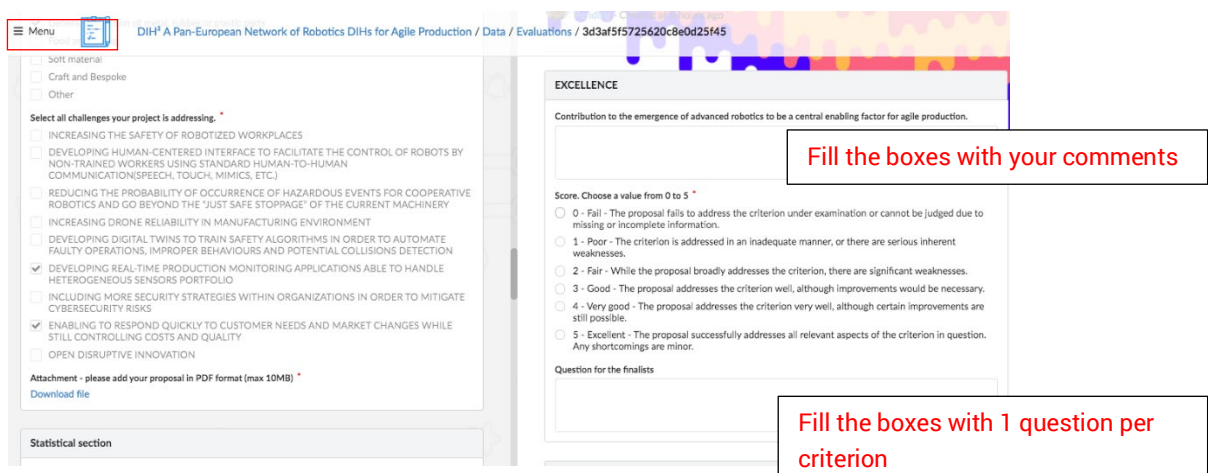 Menu
DIH² A Pan-European Network of Robotics DIHs for Agile Production / Data / Evaluations / 3d3af5f5725620c8e0d25f45
Soft material
Craft and Bespoke
Other
Select all challenges your project is addressing. *
INCREASING THE SAFETY OF ROBOTIZED WORKPLACES
DEVELOPING HUMAN-CENTERED INTERFACE TO FACILITATE THE CONTROL OF ROBOTS BY
NON-TRAINED WORKERS USING STANDARD HUMAN-TO-HUMAN
COMMUNICATION(SPEECH, TOUCH, MIMICS, ETC.)
REDUCING THE PROBABILITY OF OCCURRENCE OF HAZARDOUS EVENTS FOR COOPERATIVE
ROBOTICS AND GO BEYOND THE "JUST SAFE STOPPAGE" OF THE CURRENT MACHINERY
INCREASING DRONE RELIABILITY IN MANUFACTURING ENVIRONMENT
DEVELOPING DIGITAL TWINS TO TRAIN SAFETY ALGORITHMS IN ORDER TO AUTOMATE
FAULTY OPERATIONS, IMPROPER BEHAVIOURS AND POTENTIAL COLLISIONS DETECTION
DEVELOPING REAL-TIME PRODUCTION MONITORING APPLICATIONS ABLE TO HANDLE
HETEROGENEOUS SENSORS PORTFOLIO
INCLUDING MORE SECURITY STRATEGIES WITHIN ORGANIZATIONS IN ORDER TO MITIGATE
CYBERSECURITY RISKS
ENABLING TO RESPOND QUICKLY TO CUSTOMER NEEDS AND MARKET CHANGES WHILE
STILL CONTROLLING COSTS AND QUALITY
OPEN DISRUPTIVE INNOVATION
Attachment - please add your proposal in PDF format (max 10MB) *
Download file
Statistical section
EXCELLENCE
Contribution to the emergence of advanced robotics to be a central enabling factor for agile production.
Fill the boxes with your comments
Score. Choose a value from 0 to 5 *
0 - Fail - The proposal fails to address the criterion under examination or cannot be judged due to
missing or incomplete information.
1 - Poor - The criterion is addressed in an inadequate manner, or there are serious inherent
weaknesses.
2 - Fair - While the proposal broadly addresses the criterion, there are significant weaknesses.
3 - Good - The proposal addresses the criterion well, although improvements would be necessary.
4 - Very good - The proposal addresses the criterion very well, although certain improvements are
still possible.
5 - Excellent - The proposal successfully addresses all relevant aspects of the criterion in question.
Any shortcomings are minor.
Question for the finalists
Fill the boxes with 1 question per
criterion